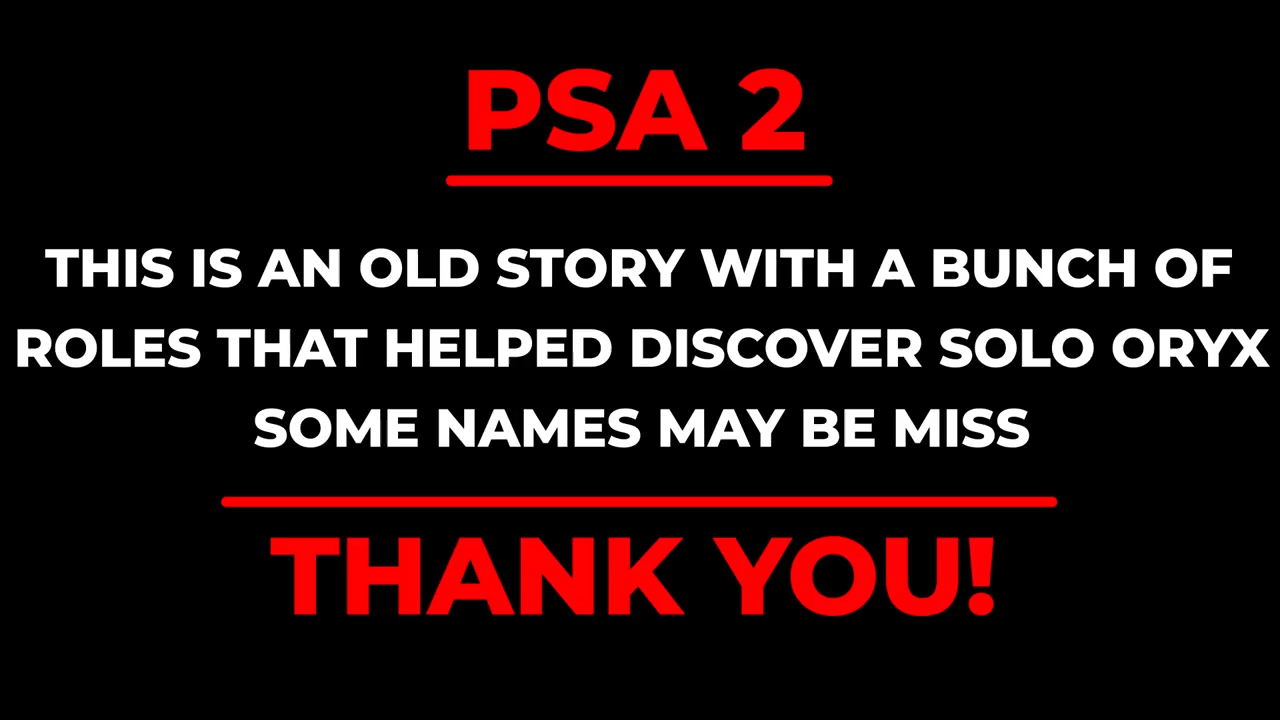 PSA 2
THIS IS AN OLD STORY WITH A BUNCH OF
ROLES THAT HELPED DISCOVER SOLO ORYX
SOME NAMES MAY BE MISS
THANK YOU!